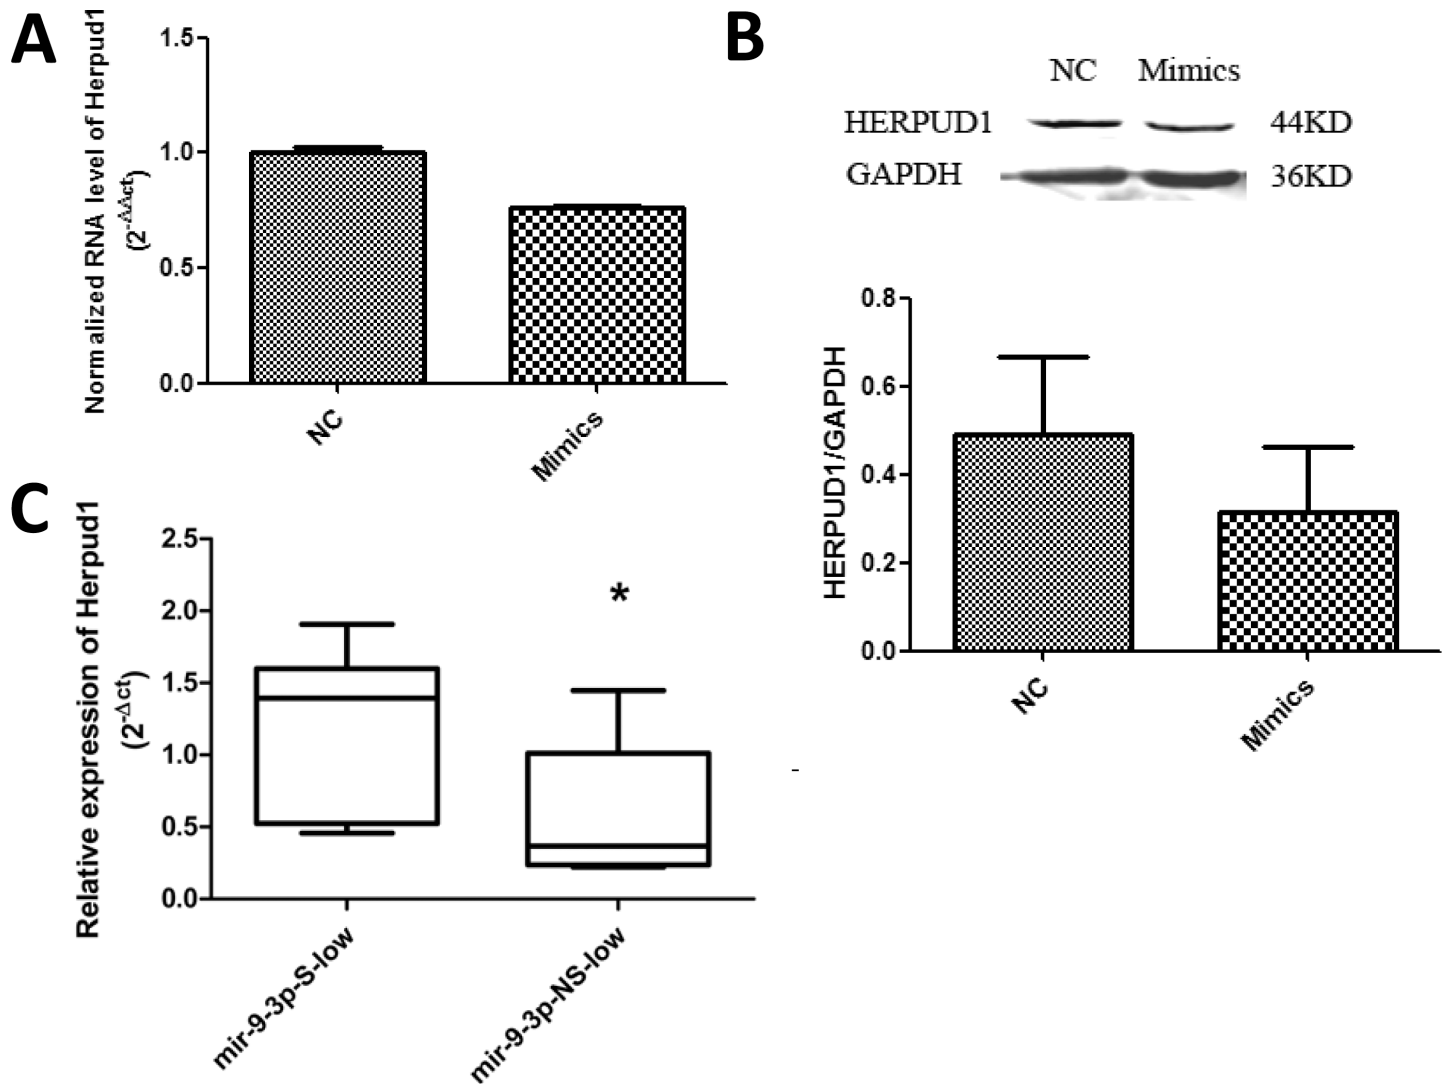 A
Normalized RNA level of Herpud1
(2-ΔΔct)
1.5
1.0
0.5
0.0
NC
Mimics
B
NC Mimics
HERPUD1 44KD
GAPDH 36KD
HERPUD1/GAPDH
0.8
0.6
0.4
0.2
0.0
NC
Mimics
C
Relative expression of Herpud1
(2-Δct)
2.5
2.0
1.5
1.0
0.5
0.0
*
mir-9-3p-S-low
mir-9-3p-NS-low